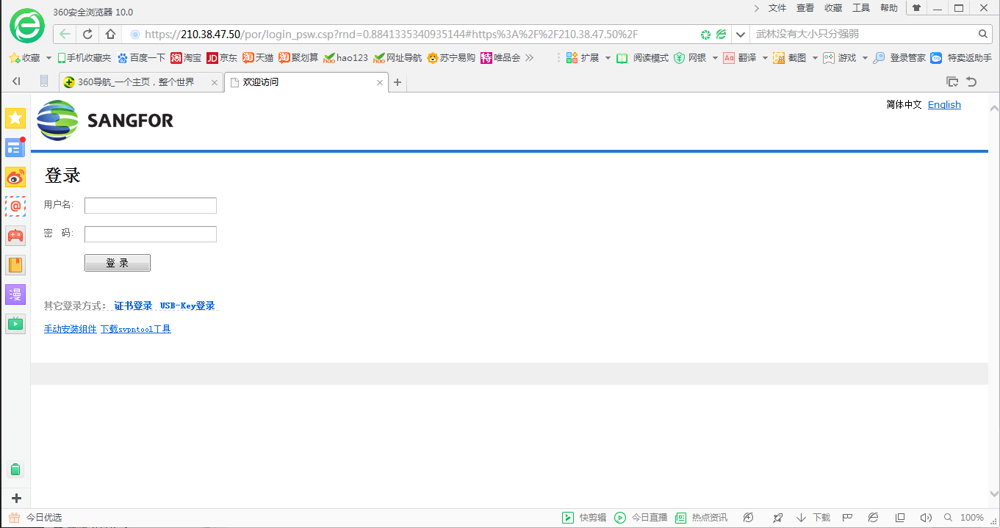 360安全浏览器 10.0
文件 查看 收藏 工具 帮助
https://210.38.47.50/por/login_psw.csp?rnd=0.8841335340935144#https%3A%2F%2F210.38.47.50%2F
武林没有大小只分强弱
收藏 手机收藏夹 百度一下 淘 淘宝 JD 京东 淘 天猫 淘 聚划算 hao hao123 hao 网址导航 苏宁易购 特 唯品会 扩展 阅读模式 网银 Aa 翻译 截图 游戏 登录管家 特卖返助手
360导航_一个主页，整个世界
欢迎访问
简体中文 English
SANGFOR
登录
用户名:
密 码:
登 录
其它登录方式： 证书登录 USB-Key登录
手动安装组件 下载svpntool工具
漫
今日优选
快剪辑 今日直播 热点资讯 下载 100%